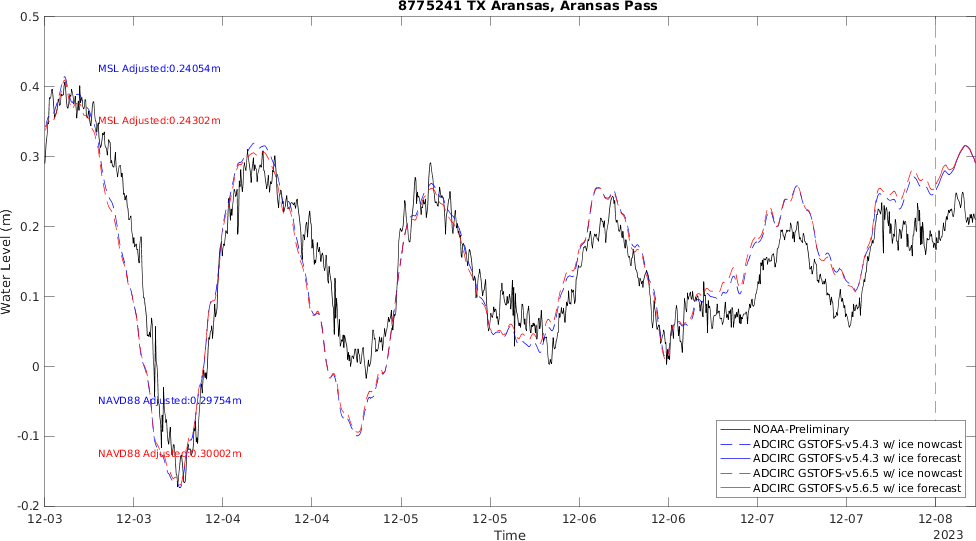 8775241 TX Aransas, Aransas Pass
0.5
0.4
0.3
0.2
0.1
0
-0.1
-0.2
Water Level (m)
MSL Adjusted:0.24054m
MSL Adjusted:0.24302m
NAVD88 Adjusted:0.29754m
NAVD88 Adjusted:0.30002m
NOAA-Preliminary
ADCIRC GSTOFS-v5.4.3 w/ ice nowcast
ADCIRC GSTOFS-v5.4.3 w/ ice forecast
ADCIRC GSTOFS-v5.6.5 w/ ice nowcast
ADCIRC GSTOFS-v5.6.5 w/ ice forecast
12-03 12-03 12-04 12-04 12-05 12-05 12-06 12-06 12-07 12-07 12-08
2023
Time